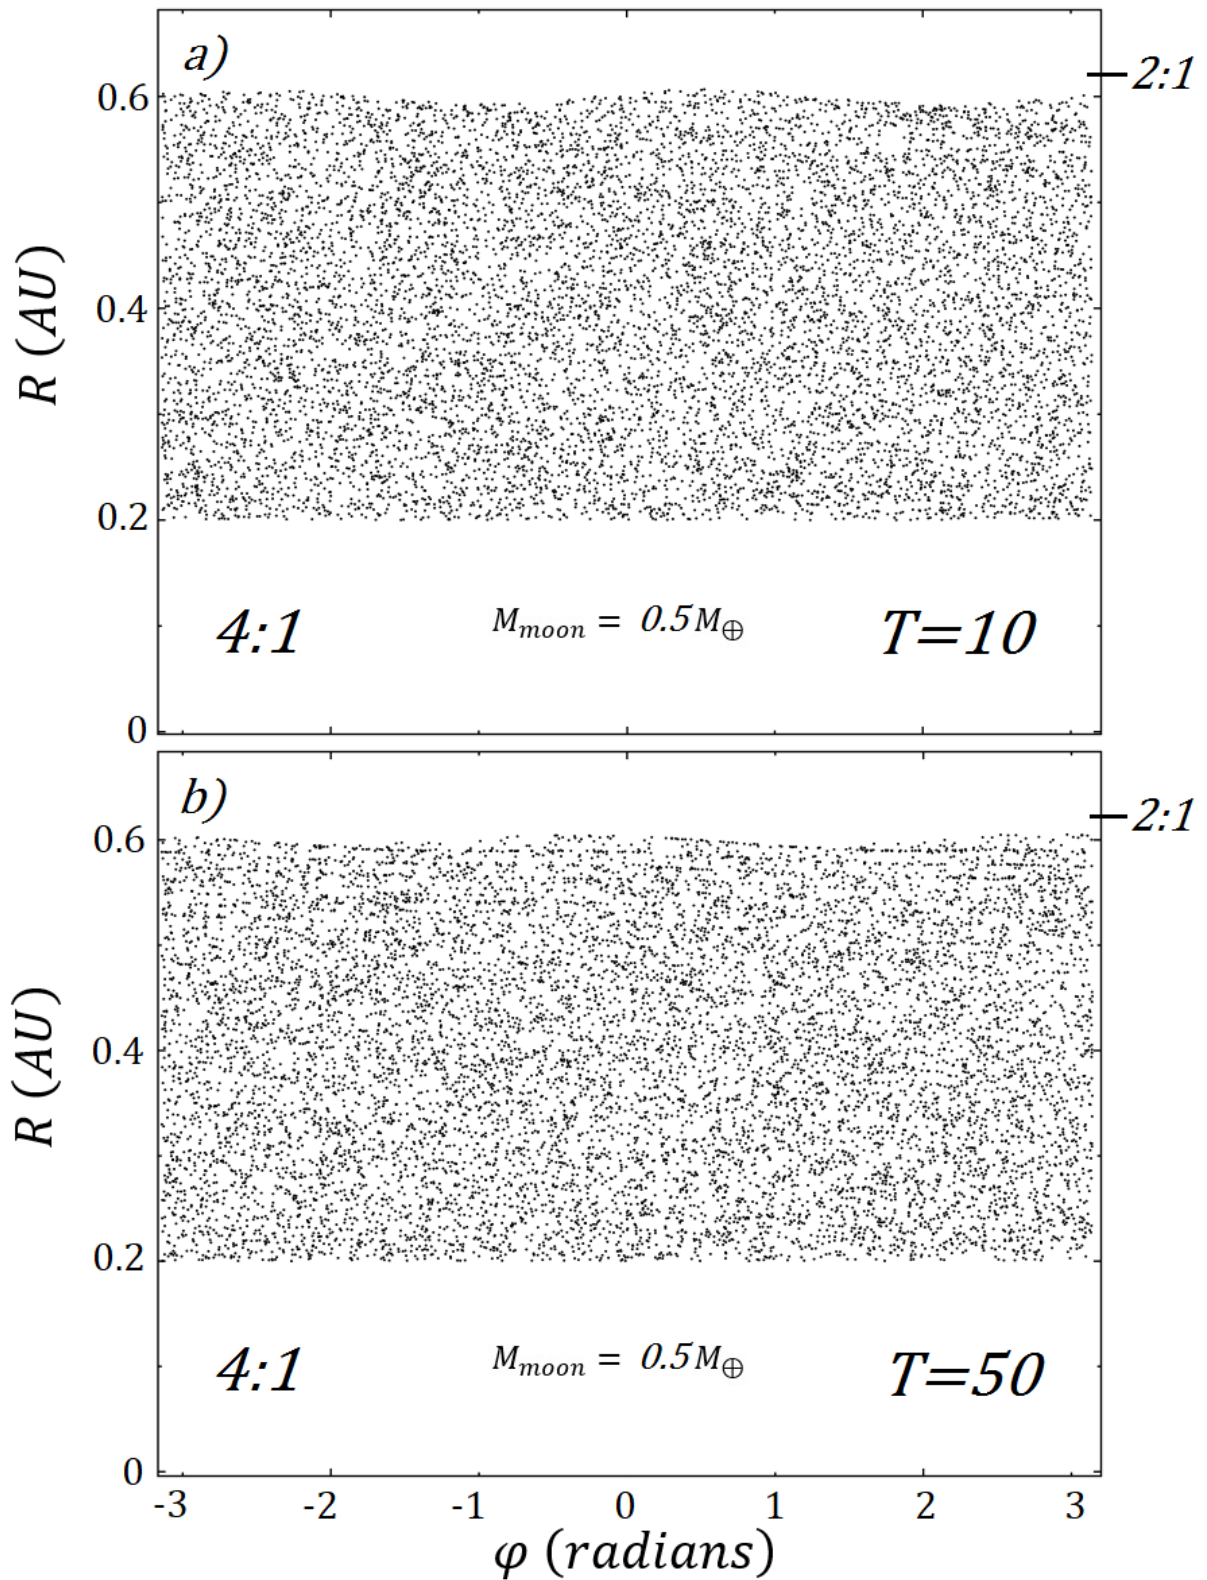 a)
2:1
0.6
R (AU)
0.4
0.2
4:1
M_moon = 0.5M_⊕
T=10
0
b)
2:1
0.6
R (AU)
0.4
0.2
4:1
M_moon = 0.5M_⊕
T=50
0
-3 -2 -1 0 1 2 3
φ (radians)